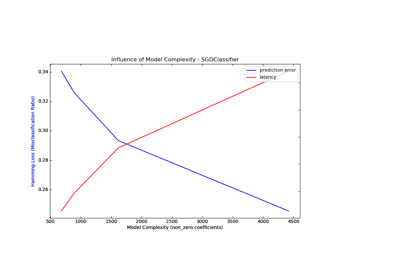 Influence of Model Complexity - SGDClassifier
prediction error
latency
0.34
0.32
0.30
0.28
0.26
Hamming Loss (Misclassification Ratio)
500 1000 1500 2000 2500 3000 3500 4000 4500
Model Complexity (non_zero coefficients)